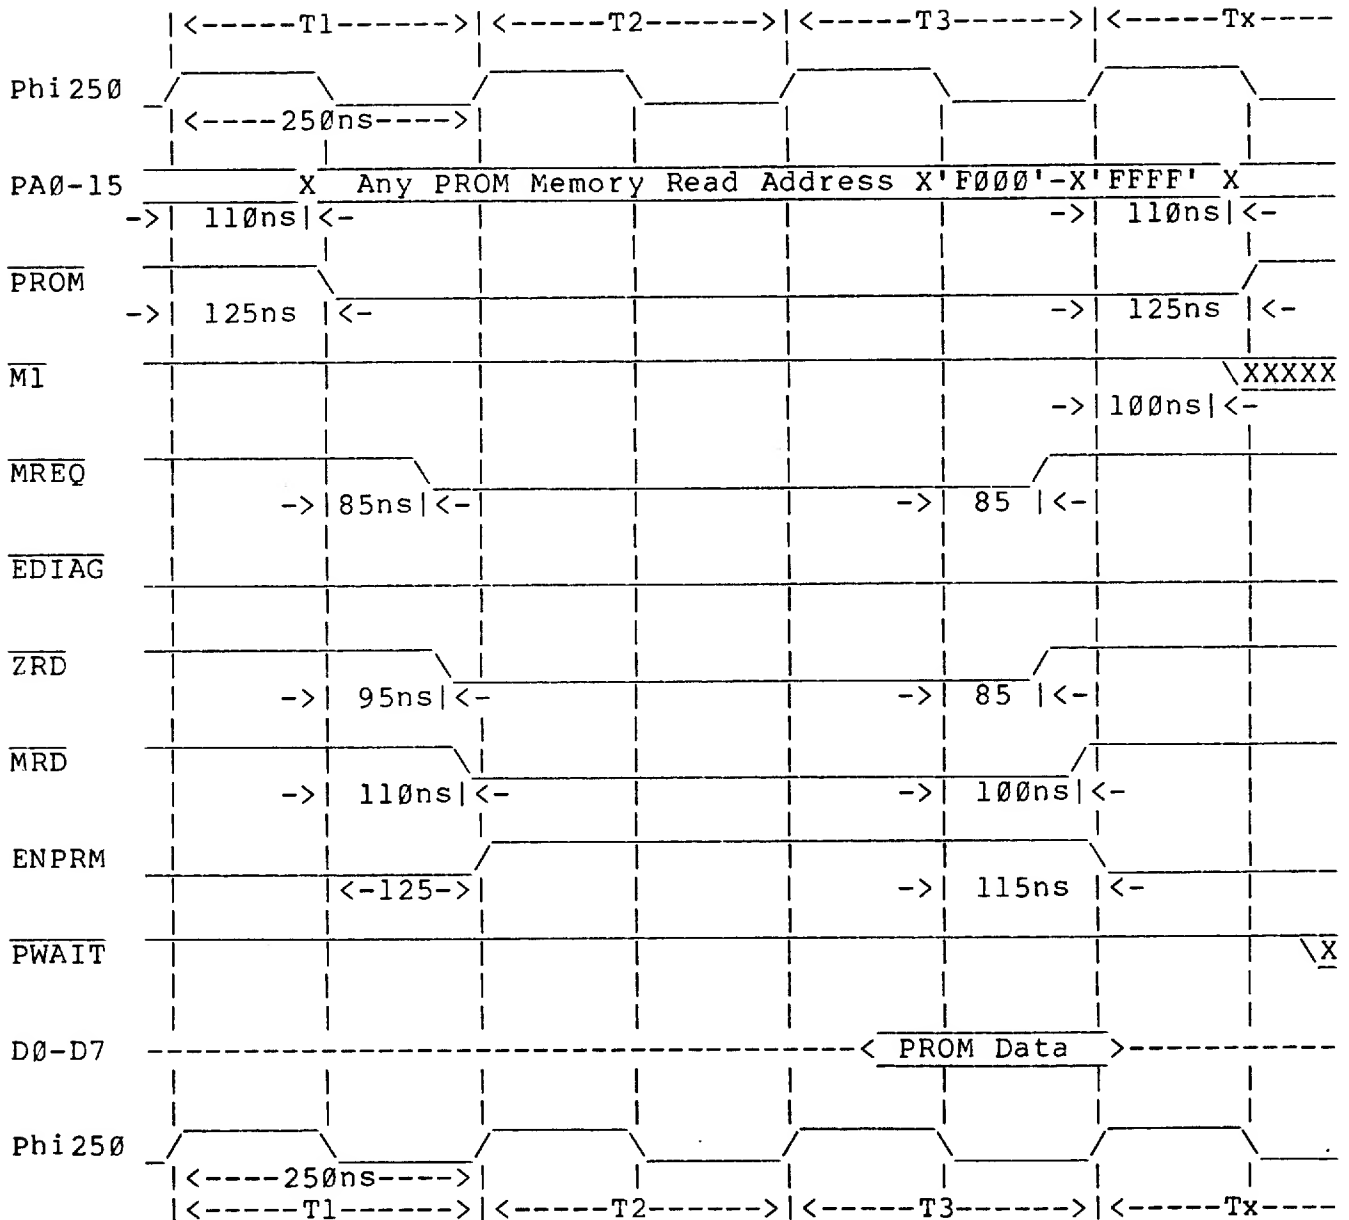 |<-----T1------>|<-----T2------>|<-----T3------>|<-----Tx----
Phi250
|<----250ns---->|
PA0-15 X Any PROM Memory Read Address X'F000'-X'FFFF' X
->| 110ns|<- ->| 110ns|<-
PROM
->| 125ns |<- ->| 125ns |<-
M1 \XXXXX
->|100ns|<-
MREQ
->|85ns|<- ->| 85 |<-
EDIAG
ZRD
->| 95ns|<- ->| 85 |<-
MRD
->| 110ns|<- ->| 100ns|<-
ENPRM
<-125-> ->| 115ns |<-
PWAIT \X
D0-D7 < PROM Data >
Phi250
|<----250ns---->|
|<-----T1------>|<-----T2------>|<-----T3------>|<-----Tx----